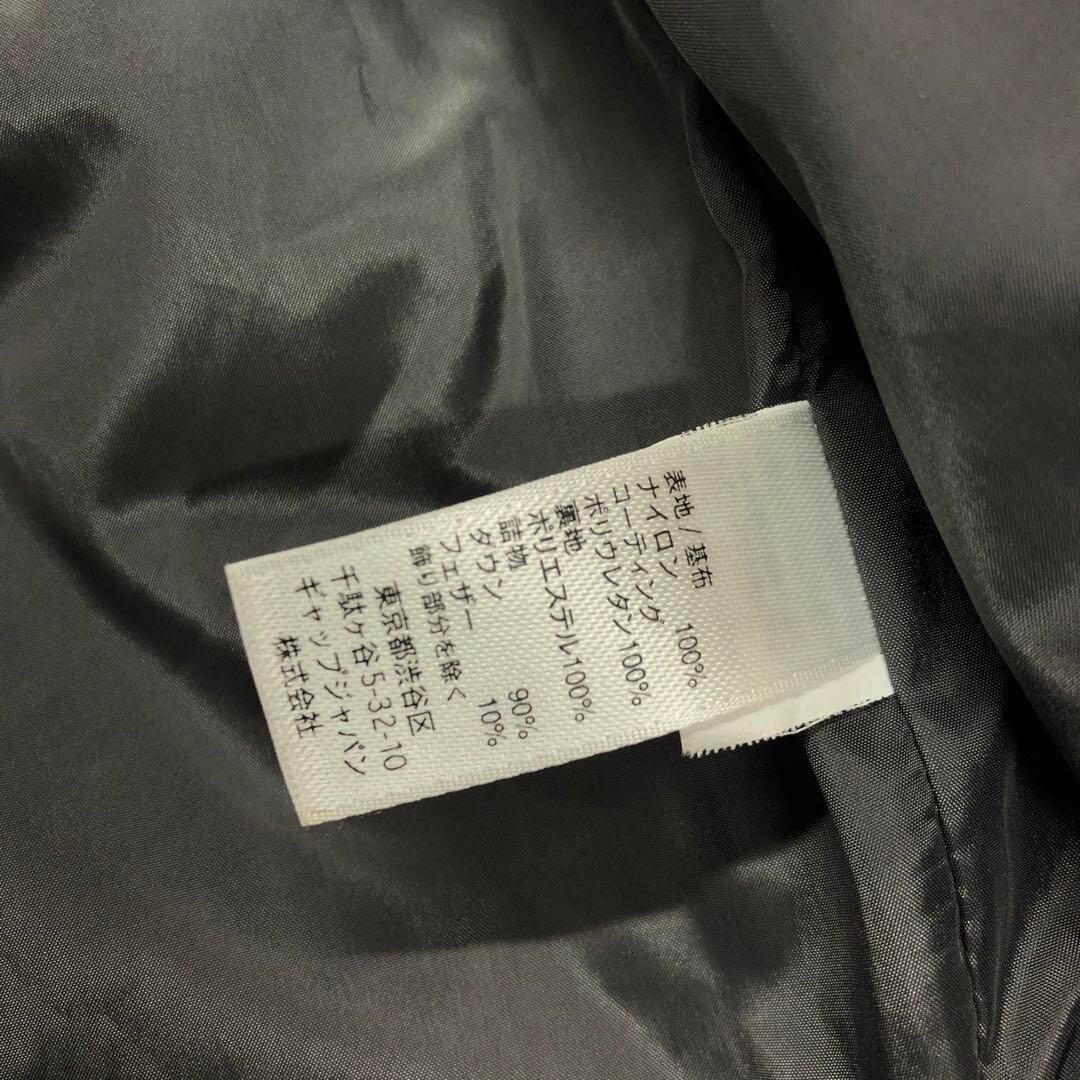 表地/基布
ナイロン 100%
コーティング
ポリウレタン100%
裏地
ポリエステル100%
詰物
ダウン 90%
フェザー 10%
飾り部分を除く
東京都渋谷区
千駄ケ谷5-32-10
ギャップジャパン
株式会社